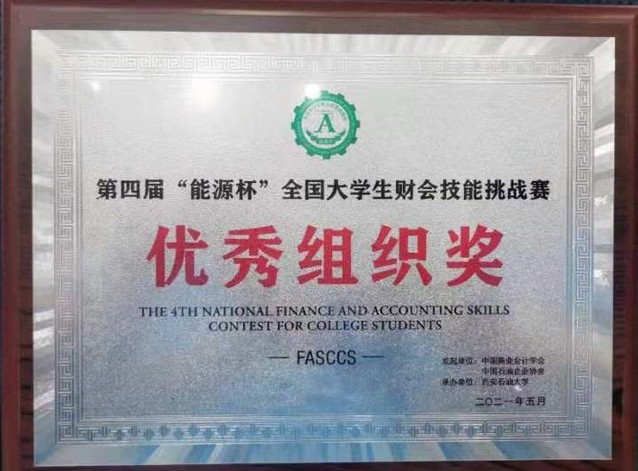 A
第四届“能源杯”全国大学生财会技能挑战赛
优秀组织奖
THE 4TH NATIONAL FINANCE AND ACCOUNTING SKILLS
CONTEST FOR COLLEGE STUDENTS
FASCCS
发起单位：中国商业会计学会
中国石油企业协会
承办单位：西安石油大学
二〇二一年五月